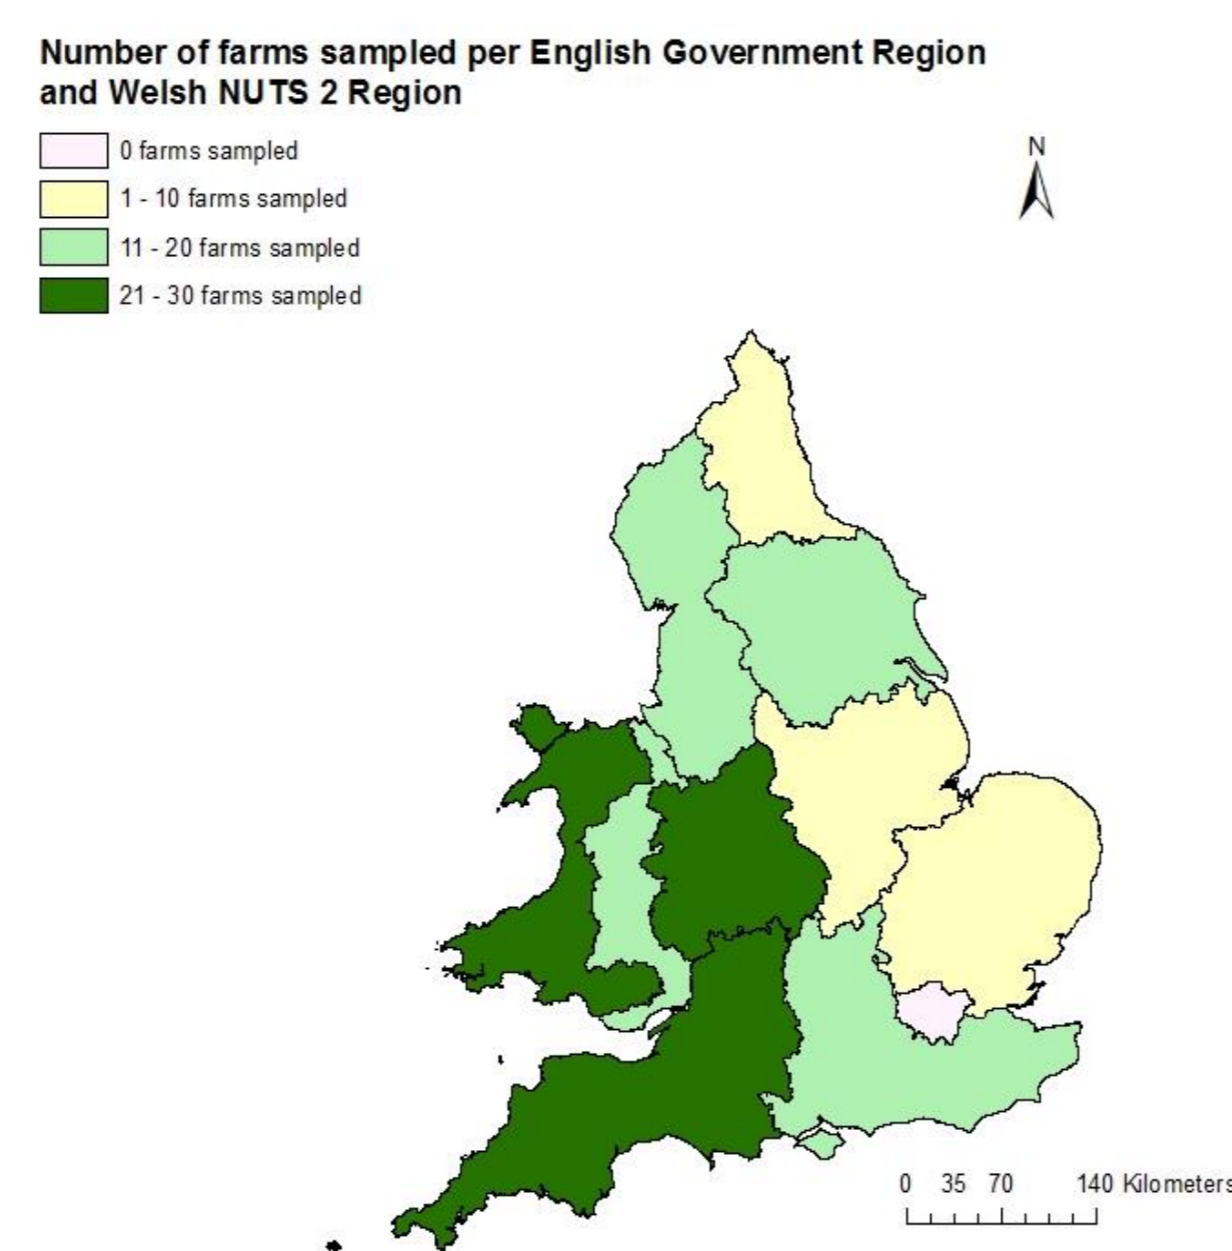 Number of farms sampled per English Government Region
and Welsh NUTS 2 Region
0 farms sampled
1 - 10 farms sampled
11 - 20 farms sampled
21 - 30 farms sampled
N
0 35 70 140 Kilometers